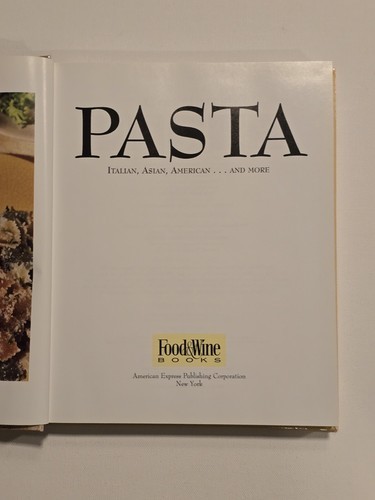 PASTA
ITALIAN, ASIAN, AMERICAN . . . AND MORE
Food&Wine
BOOKS
American Express Publishing Corporation
New York